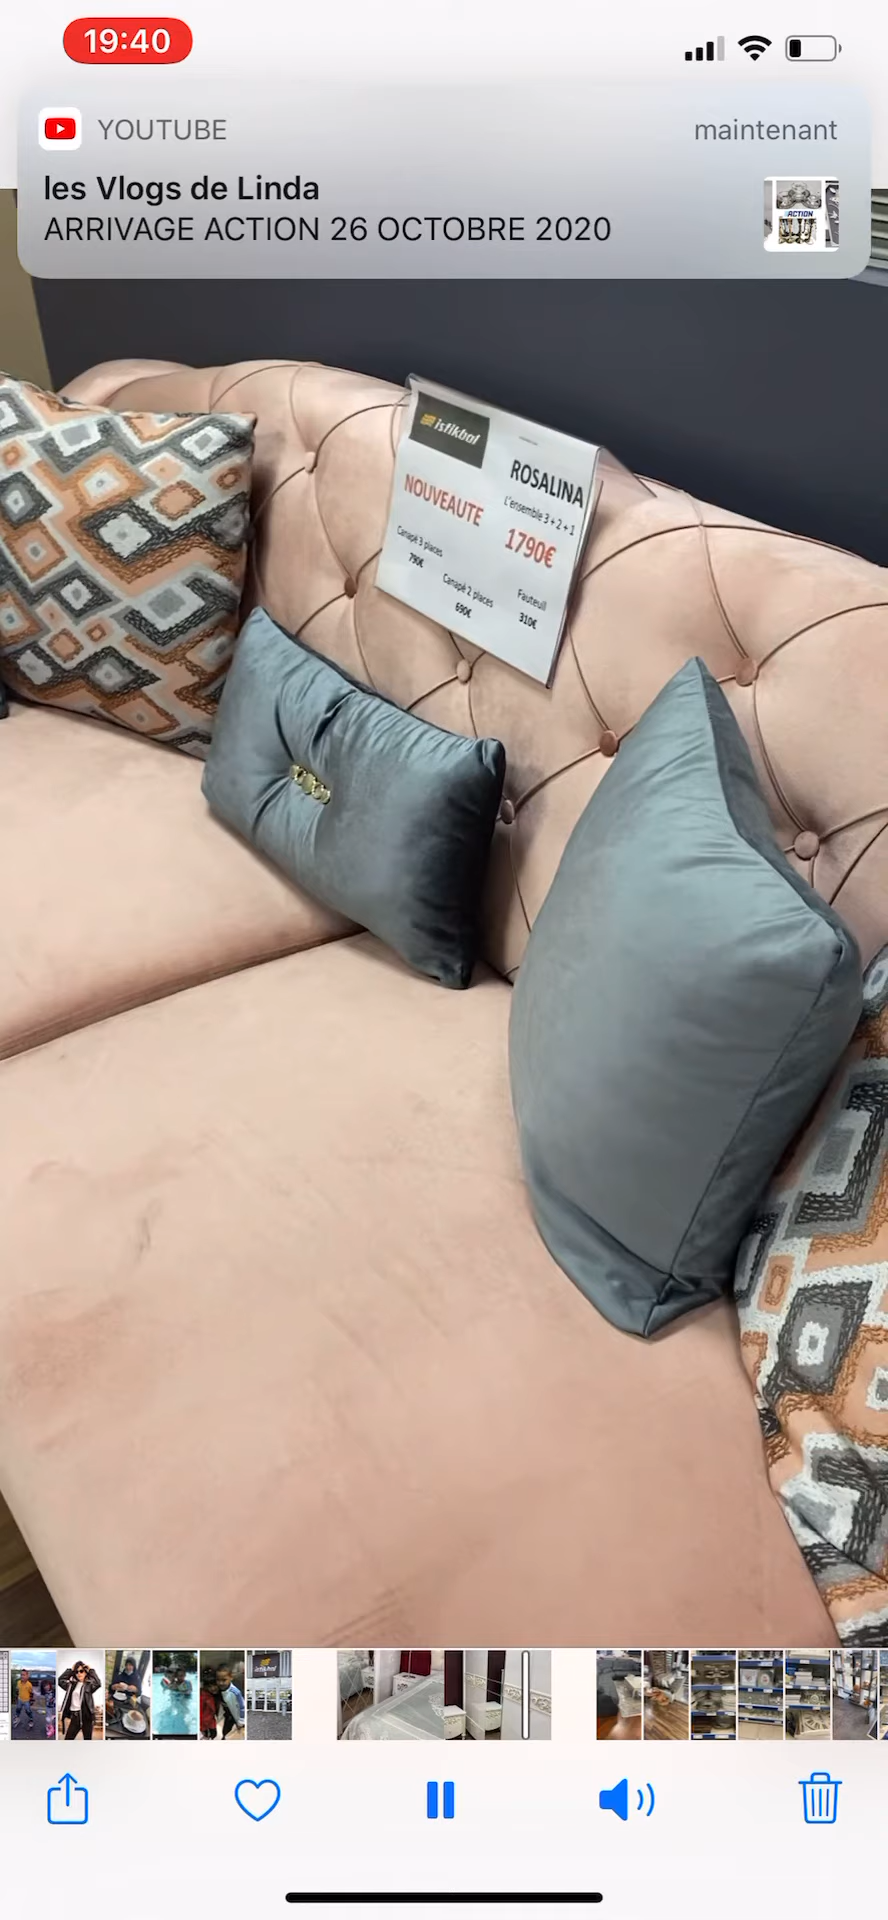 19:40
YOUTUBE
maintenant
les Vlogs de Linda
ARRIVAGE ACTION 26 OCTOBRE 2020
ACTION
istikbal
ROSALINA
L'ensemble 3 + 2 + 1
NOUVEAUTE
1790€
Canapé 3 places
790€
Canapé 2 places
690€
Fauteuil
310€